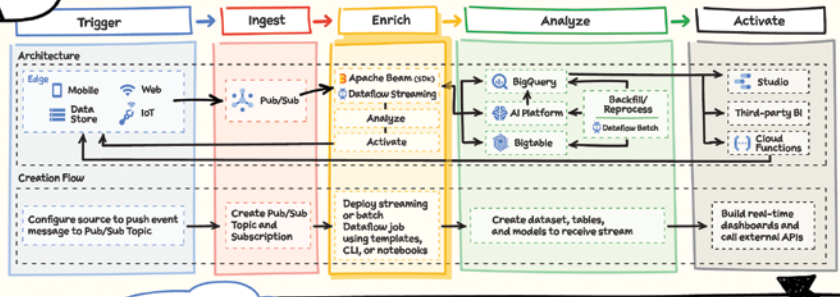 Trigger
Ingest
Enrich
Analyze
Activate
Architecture
Edge
Mobile
Web
Data
Store
IoT
Pub/Sub
Apache Beam (SDK)
Dataflow Streaming
Analyze
Activate
BigQuery
AI Platform
Bigtable
Backfill/
Reprocess
Dataflow Batch
Studio
Third-party BI
Cloud
Functions
Creation Flow
Configure source to push event
message to Pub/Sub Topic
Create Pub/Sub
Topic and
Subscription
Deploy streaming
or batch
Dataflow job
using templates,
CLI, or notebooks
Create dataset, tables,
and models to receive stream
Build real-time
dashboards and
call external APIs